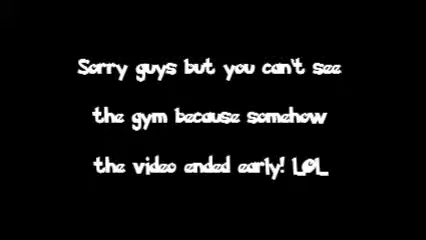 Sorry guys but you can't see
the gym because somehow
the video ended early! LOL